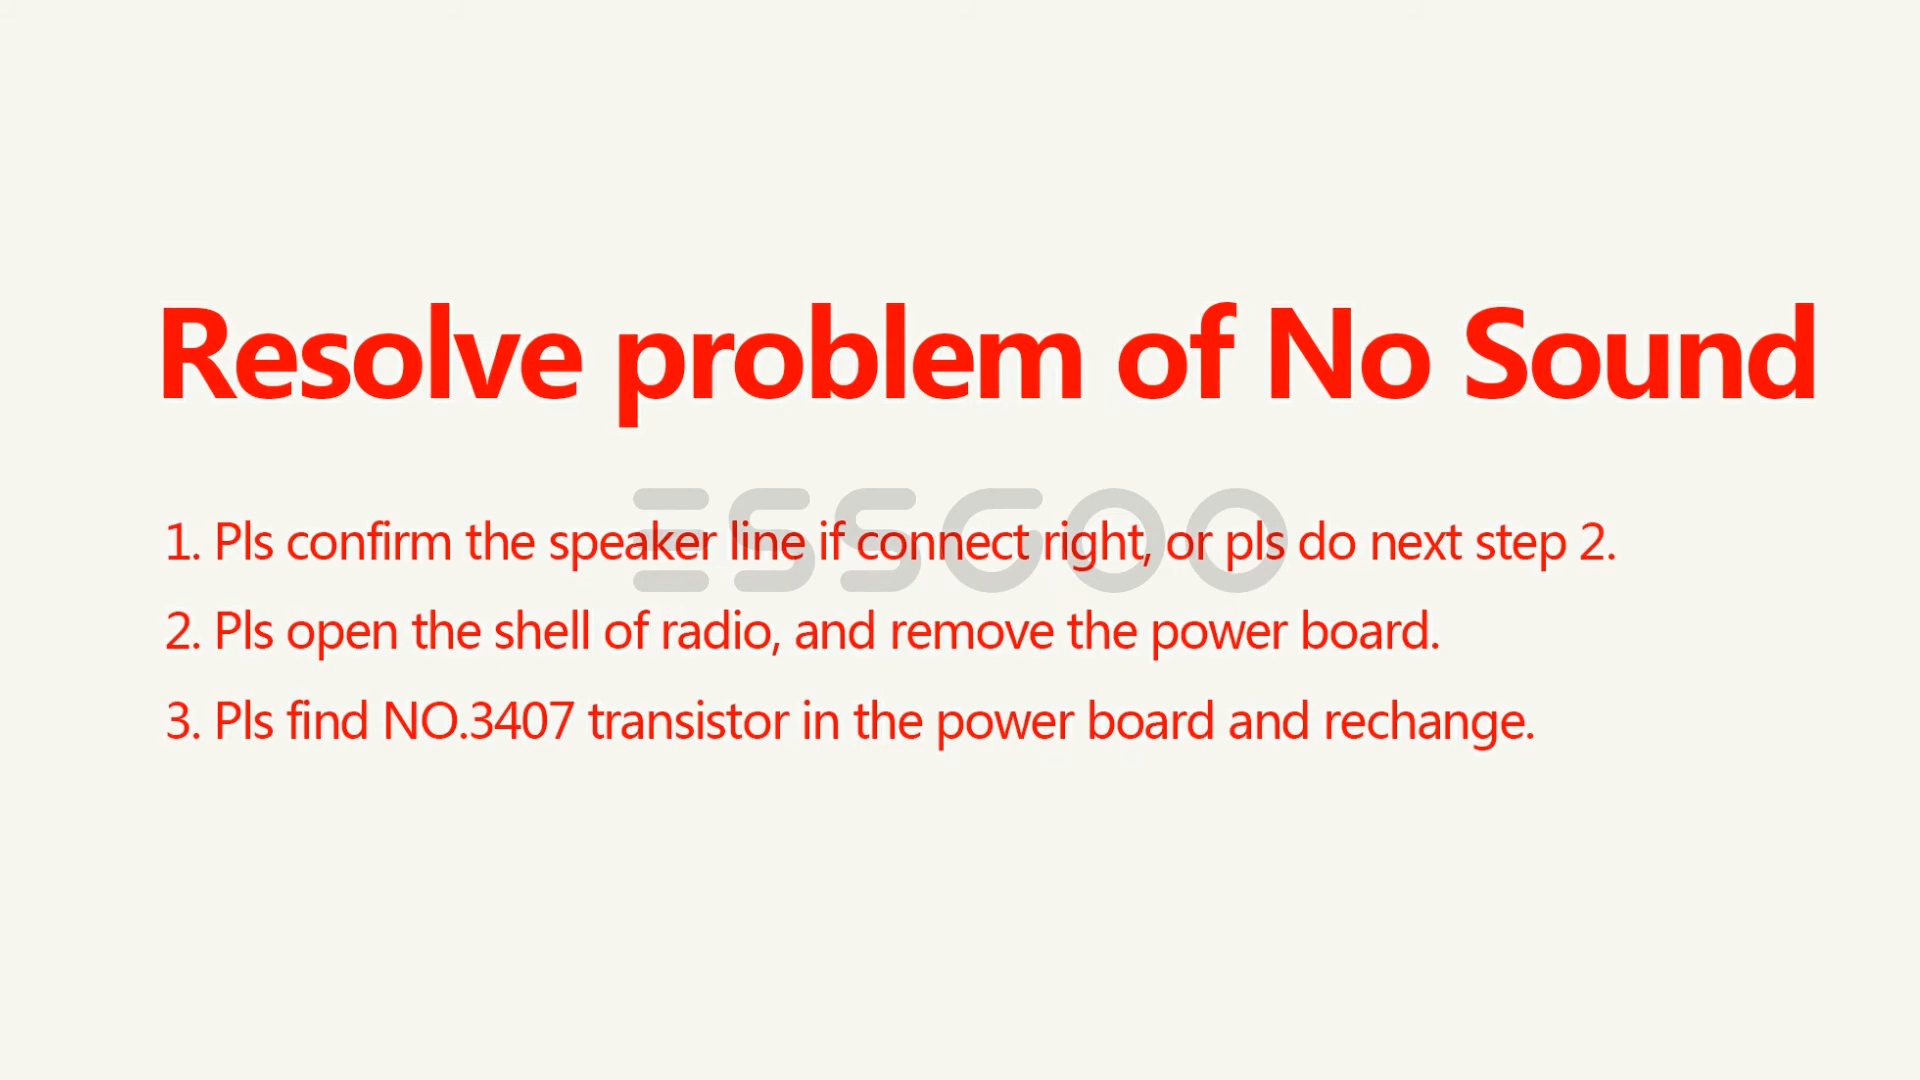 Resolve problem of No Sound
ESSGOO
1. Pls confirm the speaker line if connect right, or pls do next step 2.
2. Pls open the shell of radio, and remove the power board.
3. Pls find NO.3407 transistor in the power board and rechange.